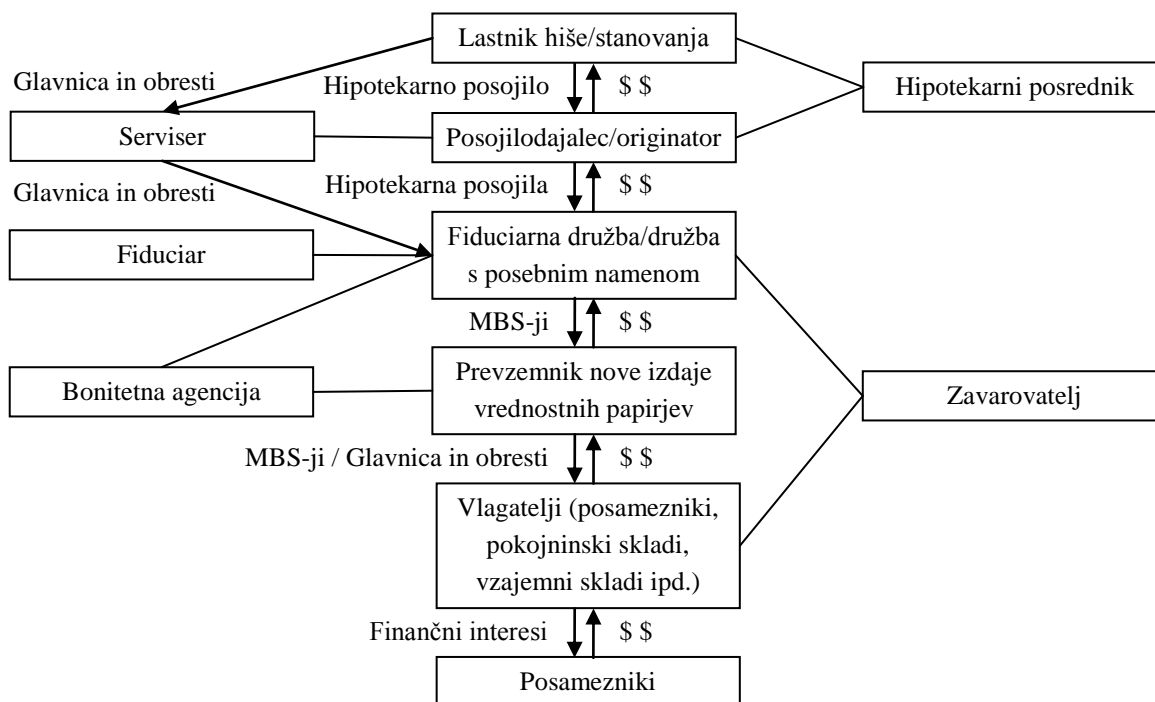 Lastnik hiše/stanovanja
Glavnica in obresti
Hipotekarno posojilo
$ $
Hipotekarni posrednik
Serviser
Posojilodajalec/originator
Glavnica in obresti
Hipotekarna posojila
$ $
Fiduciar
Fiduciarna družba/družba
s posebnim namenom
MBS-ji
$ $
Bonitetna agencija
Prevzemnik nove izdaje
vrednostnih papirjev
Zavarovatelj
MBS-ji / Glavnica in obresti
$ $
Vlagatelji (posamezniki,
pokojninski skladi,
vzajemni skladi ipd.)
Finančni interesi
$ $
Posamezniki